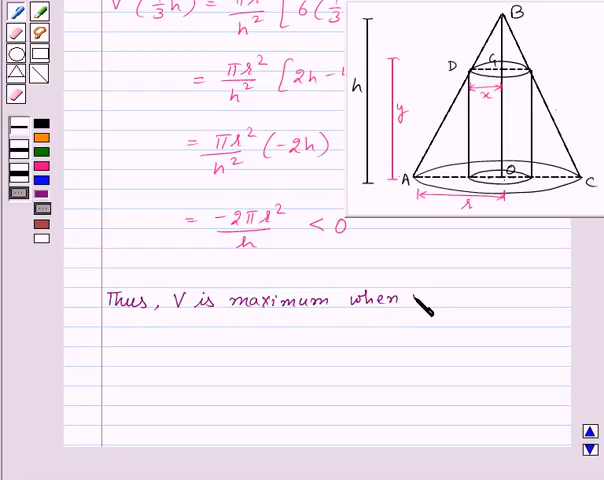 V''(1/3 h) = πr²/h² [6(1/3
= πr²/h² [2h -
= πr²/h² (-2h)
= -2πr²/h < 0
Thus, V is maximum when
B
G
D
x
h
y
A
O
C
r